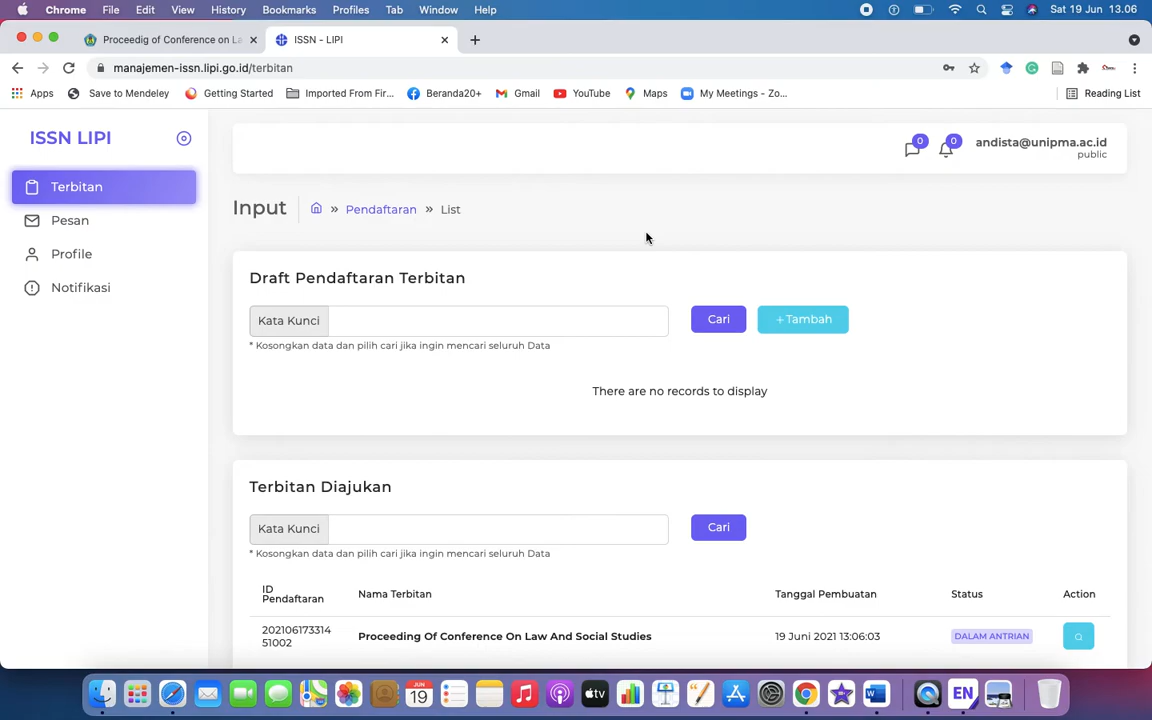 Chrome File Edit View History Bookmarks Profiles Tab Window Help Sat 19 Jun 13.06
Proceedig of Conference on La ISSN - LIPI
manajemen-issn.lipi.go.id/terbitan
Apps Save to Mendeley Getting Started Imported From Fir... Beranda20+ Gmail YouTube Maps My Meetings - Zo... Reading List
ISSN LIPI
Terbitan
Pesan
Profile
Notifikasi
0 0 andista@unipma.ac.id
public
Input » Pendaftaran » List
Draft Pendaftaran Terbitan
Kata Kunci Cari +Tambah
* Kosongkan data dan pilih cari jika ingin mencari seluruh Data
There are no records to display
Terbitan Diajukan
Kata Kunci Cari
* Kosongkan data dan pilih cari jika ingin mencari seluruh Data
ID
Pendaftaran Nama Terbitan Tanggal Pembuatan Status Action
202106173314
51002 Proceeding Of Conference On Law And Social Studies 19 Juni 2021 13:06:03 DALAM ANTRIAN
JUN
19 tv EN